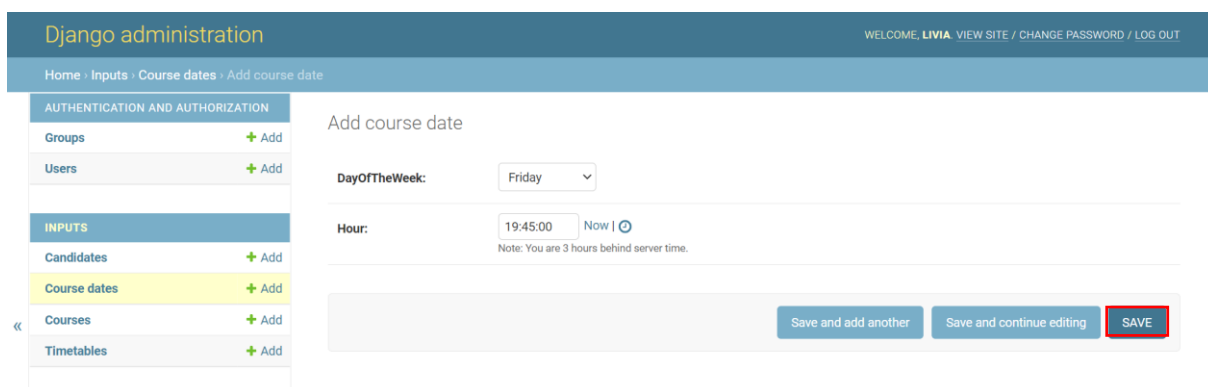 Django administration
WELCOME, LIVIA. VIEW SITE / CHANGE PASSWORD / LOG OUT
Home › Inputs › Course dates › Add course date
AUTHENTICATION AND AUTHORIZATION
Groups + Add
Users + Add
INPUTS
Candidates + Add
Course dates + Add
Courses + Add
Timetables + Add
«
Add course date
DayOfTheWeek: Friday
Hour: 19:45:00 Now |
Note: You are 3 hours behind server time.
Save and add another Save and continue editing SAVE